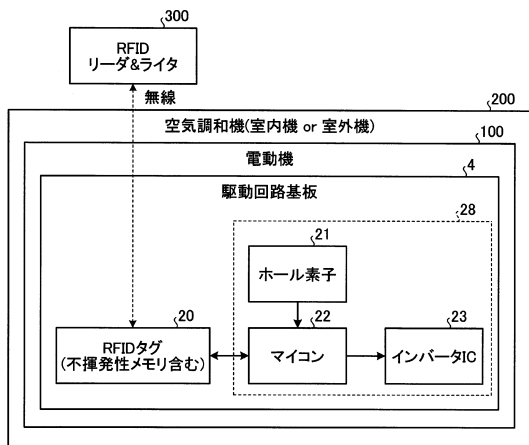 300
RFID
リーダ&ライタ
無線
200
空気調和機(室内機 or 室外機)
100
電動機
4
駆動回路基板
28
21
ホール素子
20
RFIDタグ
(不揮発性メモリ含む)
22
マイコン
23
インバータIC